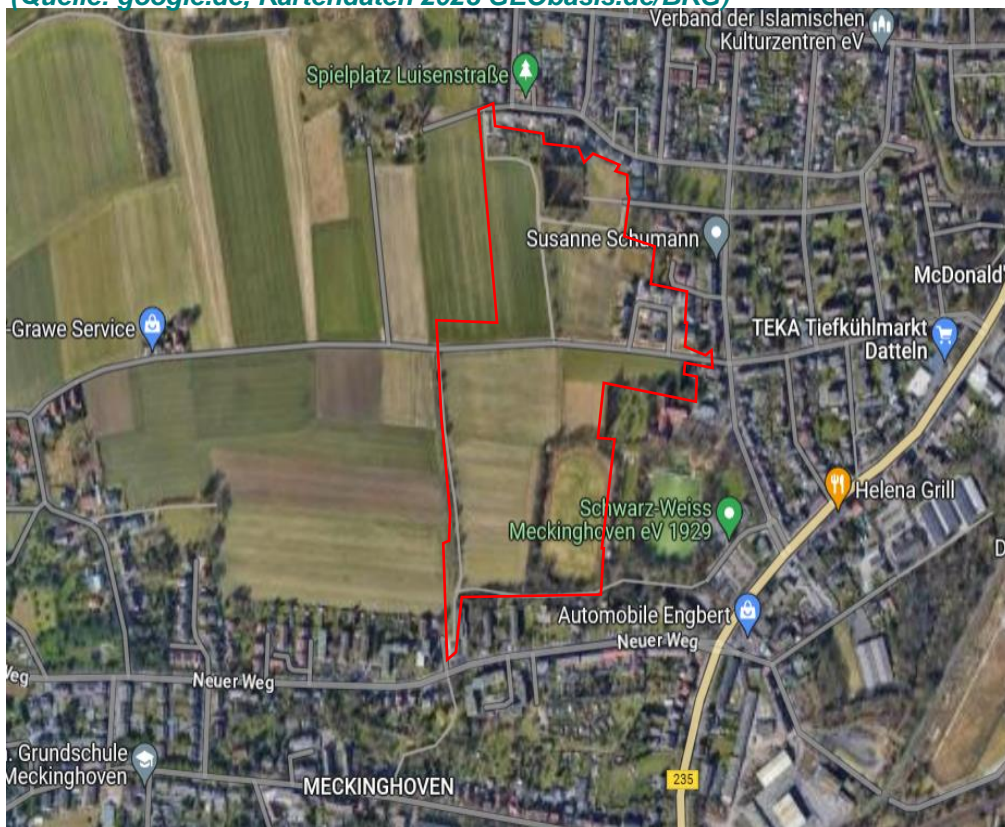 Verband der Islamischen
Kulturzentren eV
Spielplatz Luisenstraße
Susanne Schumann
McDonald'
-Grawe Service
TEKA Tiefkühlmarkt
Datteln
Helena Grill
Schwarz-Weiss
Meckinghoven eV 1929
D
Automobile Engbert
Neuer Weg
Weg
Neuer Weg
. Grundschule
Meckinghoven
MECKINGHOVEN
235